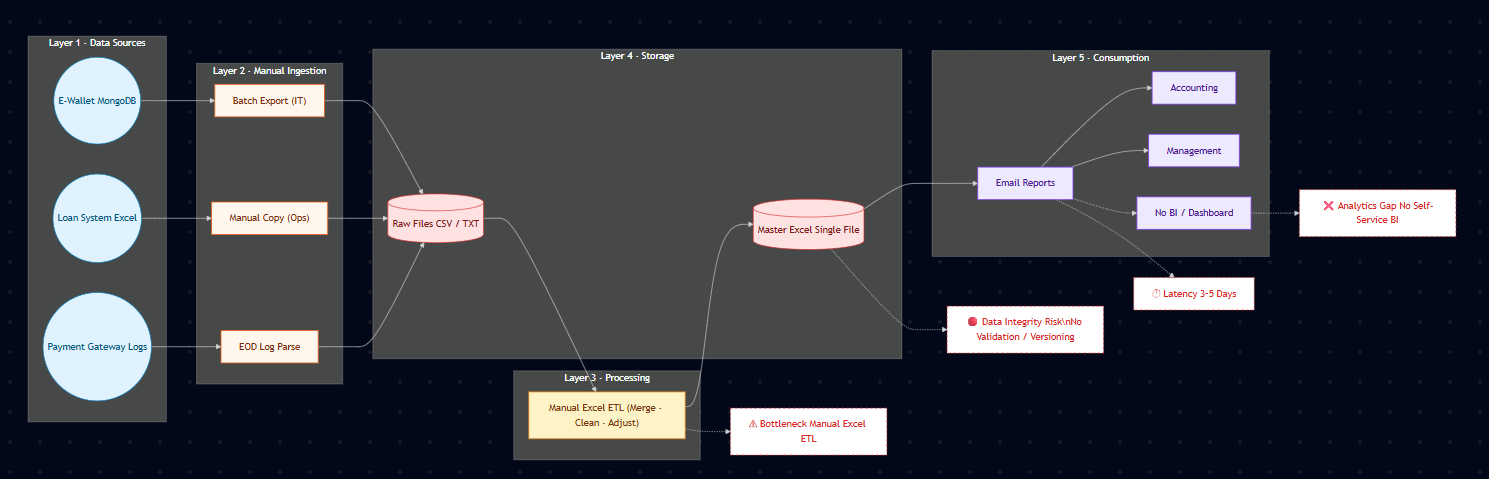 Layer 1 - Data Sources
E-Wallet MongoDB
Loan System Excel
Payment Gateway Logs
Layer 2 - Manual Ingestion
Batch Export (IT)
Manual Copy (Ops)
EOD Log Parse
Layer 4 - Storage
Raw Files CSV / TXT
Master Excel Single File
Layer 3 - Processing
Manual Excel ETL (Merge -
Clean - Adjust)
⚠ Bottleneck Manual Excel
ETL
Layer 5 - Consumption
Accounting
Management
Email Reports
No BI / Dashboard
❌ Analytics Gap No Self-
Service BI
⏱ Latency 3-5 Days
🔴 Data Integrity Risk\nNo
Validation / Versioning